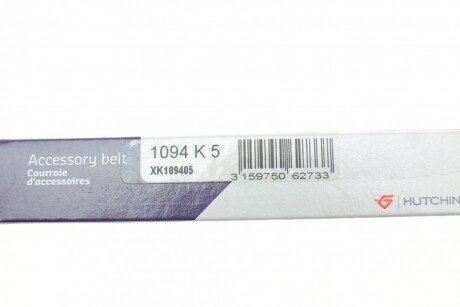 Accessory belt
Courroie
d'accessoires
1094 K 5
XK109405
3 159750 62733
HUTCHIN